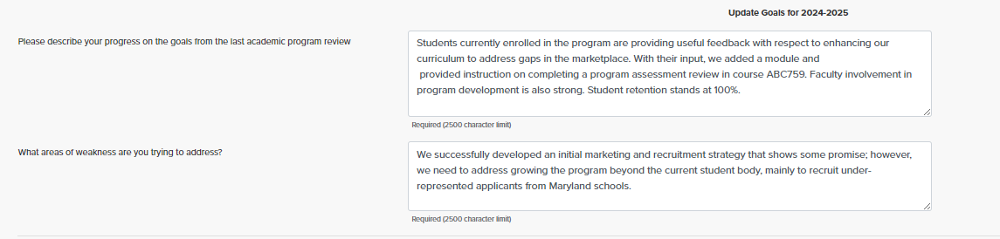 Update Goals for 2024-2025
Please describe your progress on the goals from the last academic program review
Students currently enrolled in the program are providing useful feedback with respect to enhancing our
curriculum to address gaps in the marketplace. With their input, we added a module and
provided instruction on completing a program assessment review in course ABC759. Faculty involvement in
program development is also strong. Student retention stands at 100%.
Required (2500 character limit)
What areas of weakness are you trying to address?
We successfully developed an initial marketing and recruitment strategy that shows some promise; however,
we need to address growing the program beyond the current student body, mainly to recruit under-
represented applicants from Maryland schools.
Required (2500 character limit)